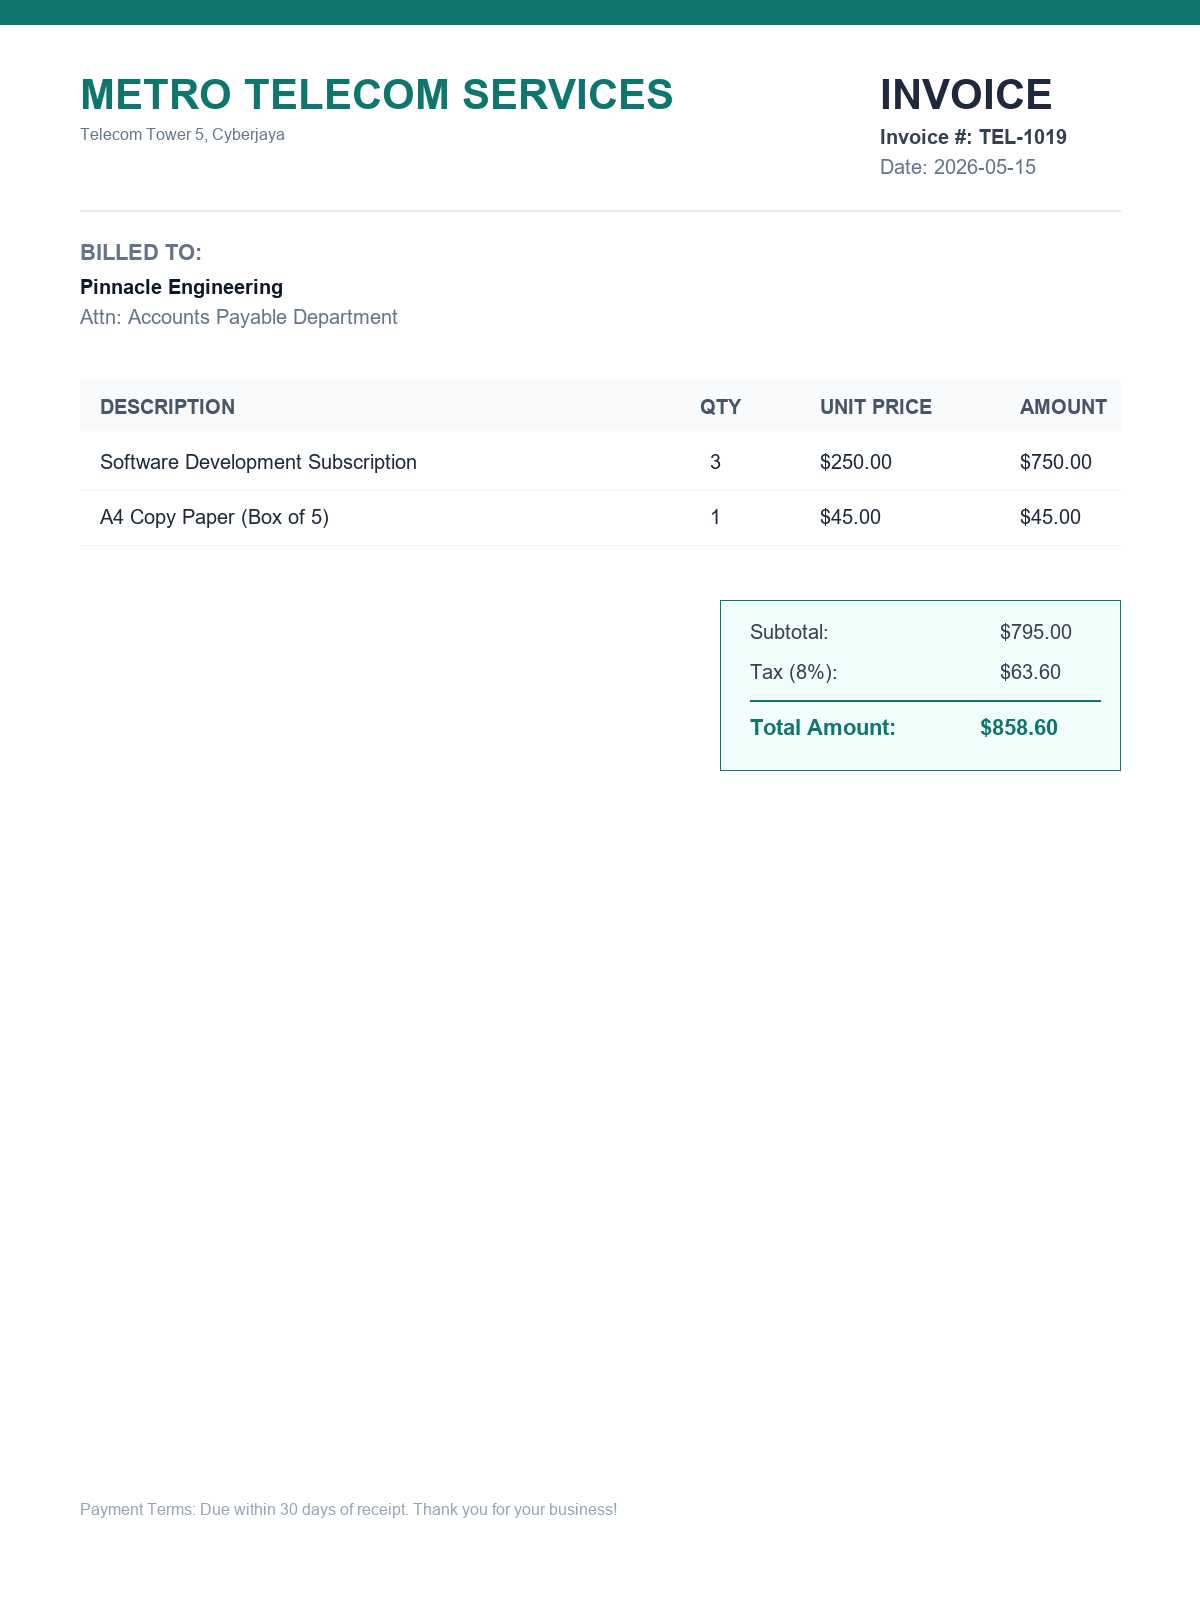 METRO TELECOM SERVICES
Telecom Tower 5, Cyberjaya
INVOICE
Invoice #: TEL-1019
Date: 2026-05-15
BILLED TO:
Pinnacle Engineering
Attn: Accounts Payable Department
DESCRIPTION QTY UNIT PRICE AMOUNT
Software Development Subscription 3 $250.00 $750.00
A4 Copy Paper (Box of 5) 1 $45.00 $45.00
Subtotal: $795.00
Tax (8%): $63.60
Total Amount: $858.60
Payment Terms: Due within 30 days of receipt. Thank you for your business!